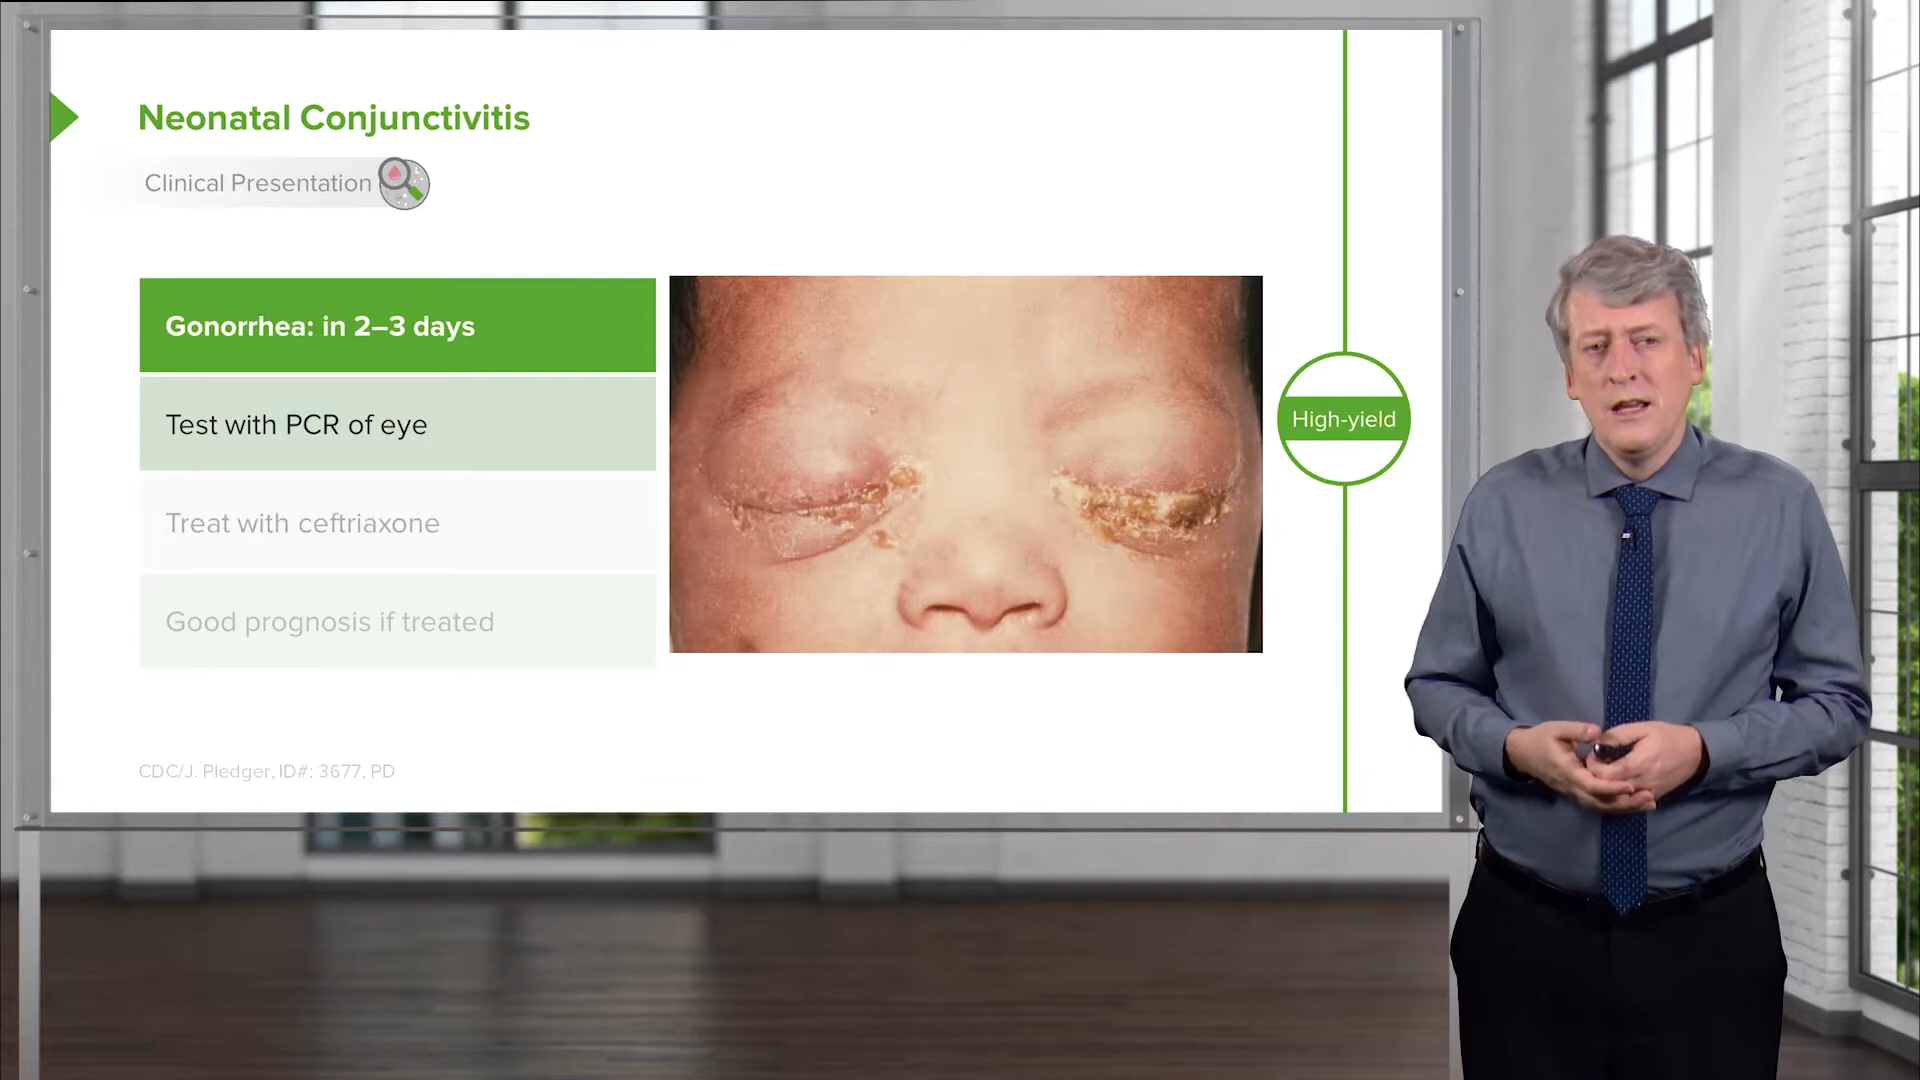 Neonatal Conjunctivitis
Clinical Presentation
Gonorrhea: in 2–3 days
Test with PCR of eye
Treat with ceftriaxone
Good prognosis if treated
High-yield
CDC/J. Pledger, ID#: 3677, PD